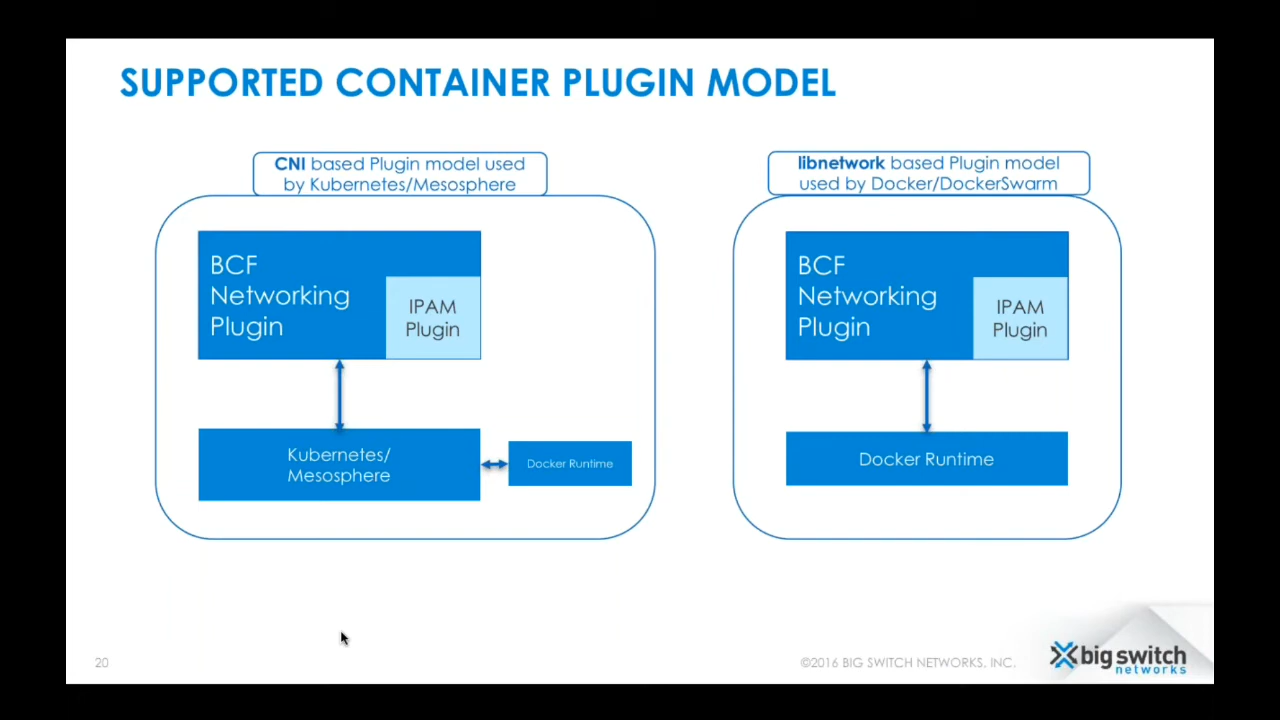 SUPPORTED CONTAINER PLUGIN MODEL
CNI based Plugin model used
by Kubernetes/Mesosphere
BCF
Networking
Plugin
IPAM
Plugin
Kubernetes/
Mesosphere
Docker Runtime
libnetwork based Plugin model
used by Docker/DockerSwarm
BCF
Networking
Plugin
IPAM
Plugin
Docker Runtime
20
©2016 BIG SWITCH NETWORKS, INC.
big switch
networks